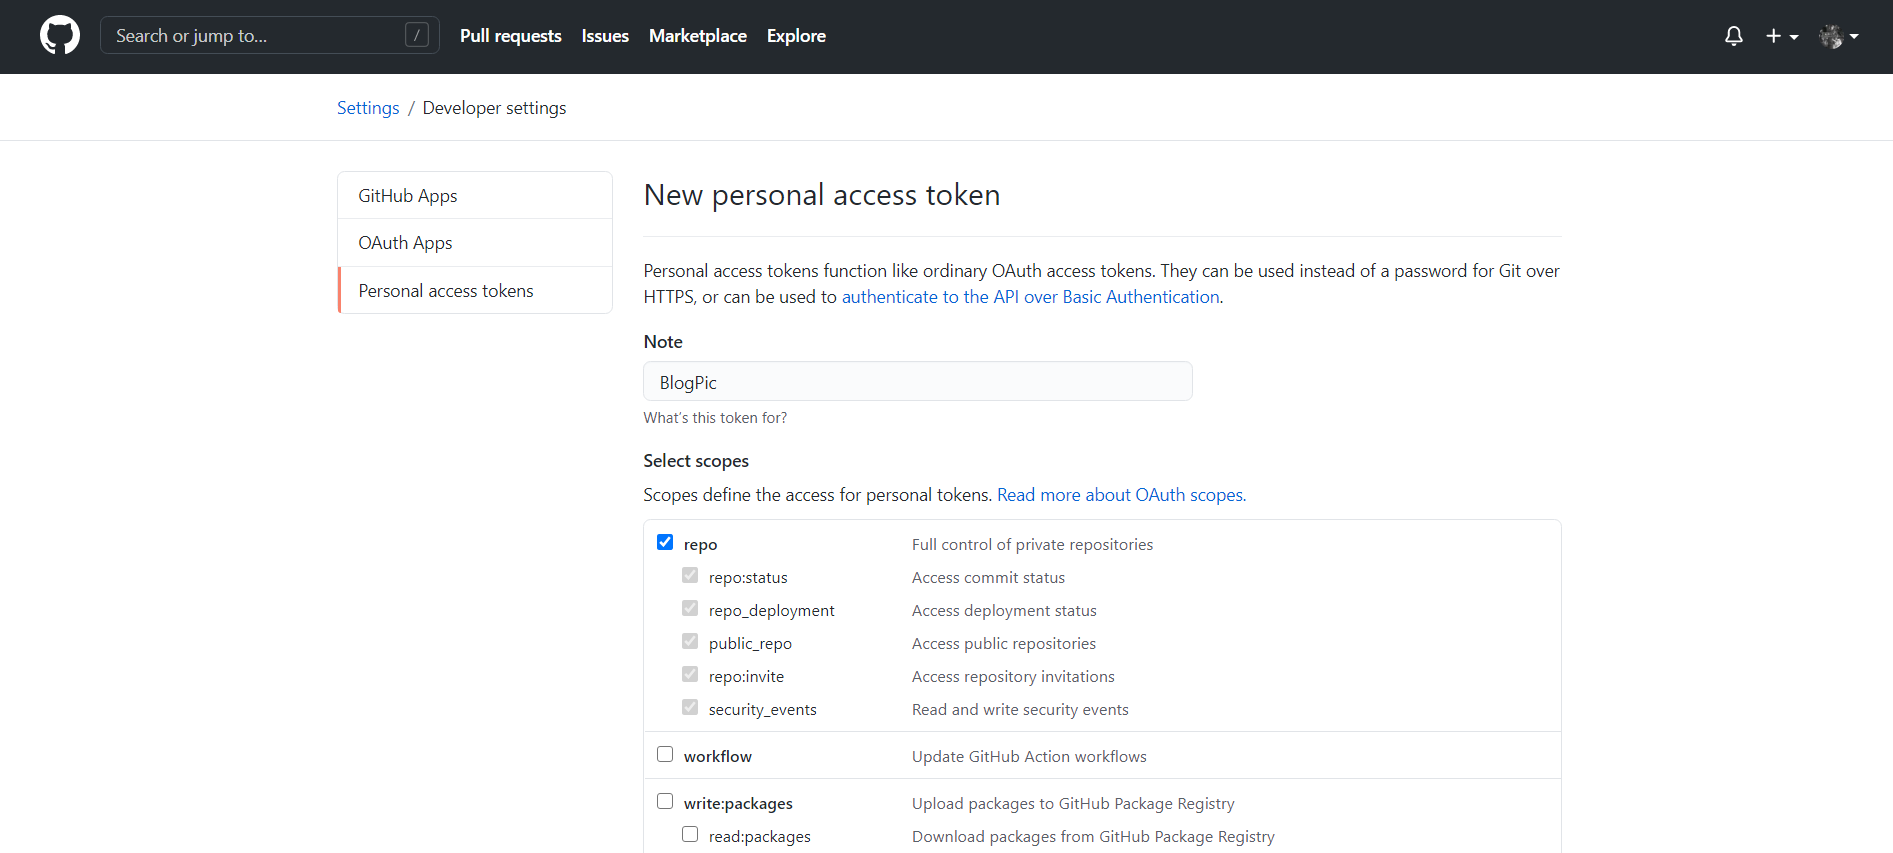 Search or jump to... /
Pull requests Issues Marketplace Explore
Settings / Developer settings
GitHub Apps
OAuth Apps
Personal access tokens
New personal access token
Personal access tokens function like ordinary OAuth access tokens. They can be used instead of a password for Git over
HTTPS, or can be used to authenticate to the API over Basic Authentication.
Note
BlogPic
What's this token for?
Select scopes
Scopes define the access for personal tokens. Read more about OAuth scopes.
repo Full control of private repositories
repo:status Access commit status
repo_deployment Access deployment status
public_repo Access public repositories
repo:invite Access repository invitations
security_events Read and write security events
workflow Update GitHub Action workflows
write:packages Upload packages to GitHub Package Registry
read:packages Download packages from GitHub Package Registry